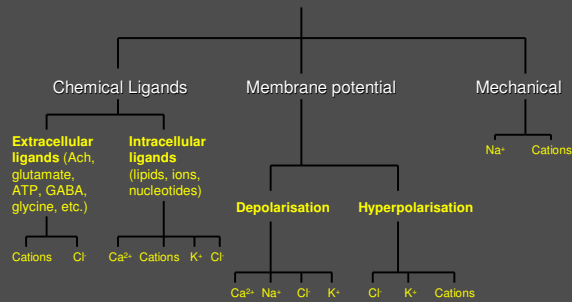 Chemical Ligands
Membrane potential
Mechanical
Extracellular
ligands (Ach,
glutamate,
ATP, GABA,
glycine, etc.)
Intracellular
ligands
(lipids, ions,
nucleotides)
Na⁺ Cations
Depolarisation
Hyperpolarisation
Cations Cl⁻
Ca²⁺ Cations K⁺ Cl⁻
Ca²⁺ Na⁺ Cl⁻ K⁺
Cl⁻ K⁺ Cations